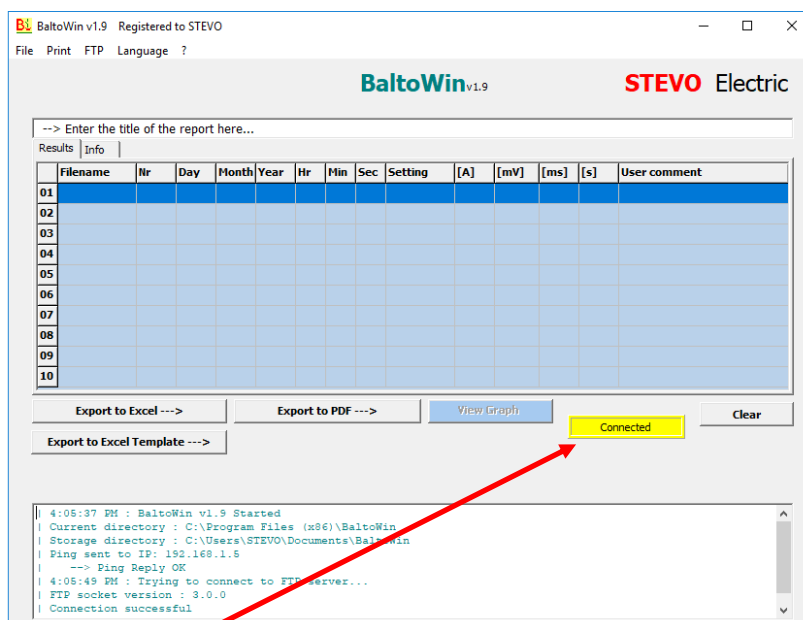 BaltoWin v1.9 Registered to STEVO
File Print FTP Language ?
BaltoWin v1.9 STEVO Electric
--> Enter the title of the report here...
Results Info
Filename Nr Day Month Year Hr Min Sec Setting [A] [mV] [ms] [s] User comment
01
02
03
04
05
06
07
08
09
10
Export to Excel ---> Export to PDF ---> View Graph Connected Clear
Export to Excel Template --->
| 4:05:37 PM : BaltoWin v1.9 Started
| Current directory : C:\Program Files (x86)\BaltoWin
| Storage directory : C:\Users\STEVO\Documents\BaltoWin
| Ping sent to IP: 192.168.1.5
| --> Ping Reply OK
| 4:05:49 PM : Trying to connect to FTP server...
| FTP socket version : 3.0.0
| Connection successful